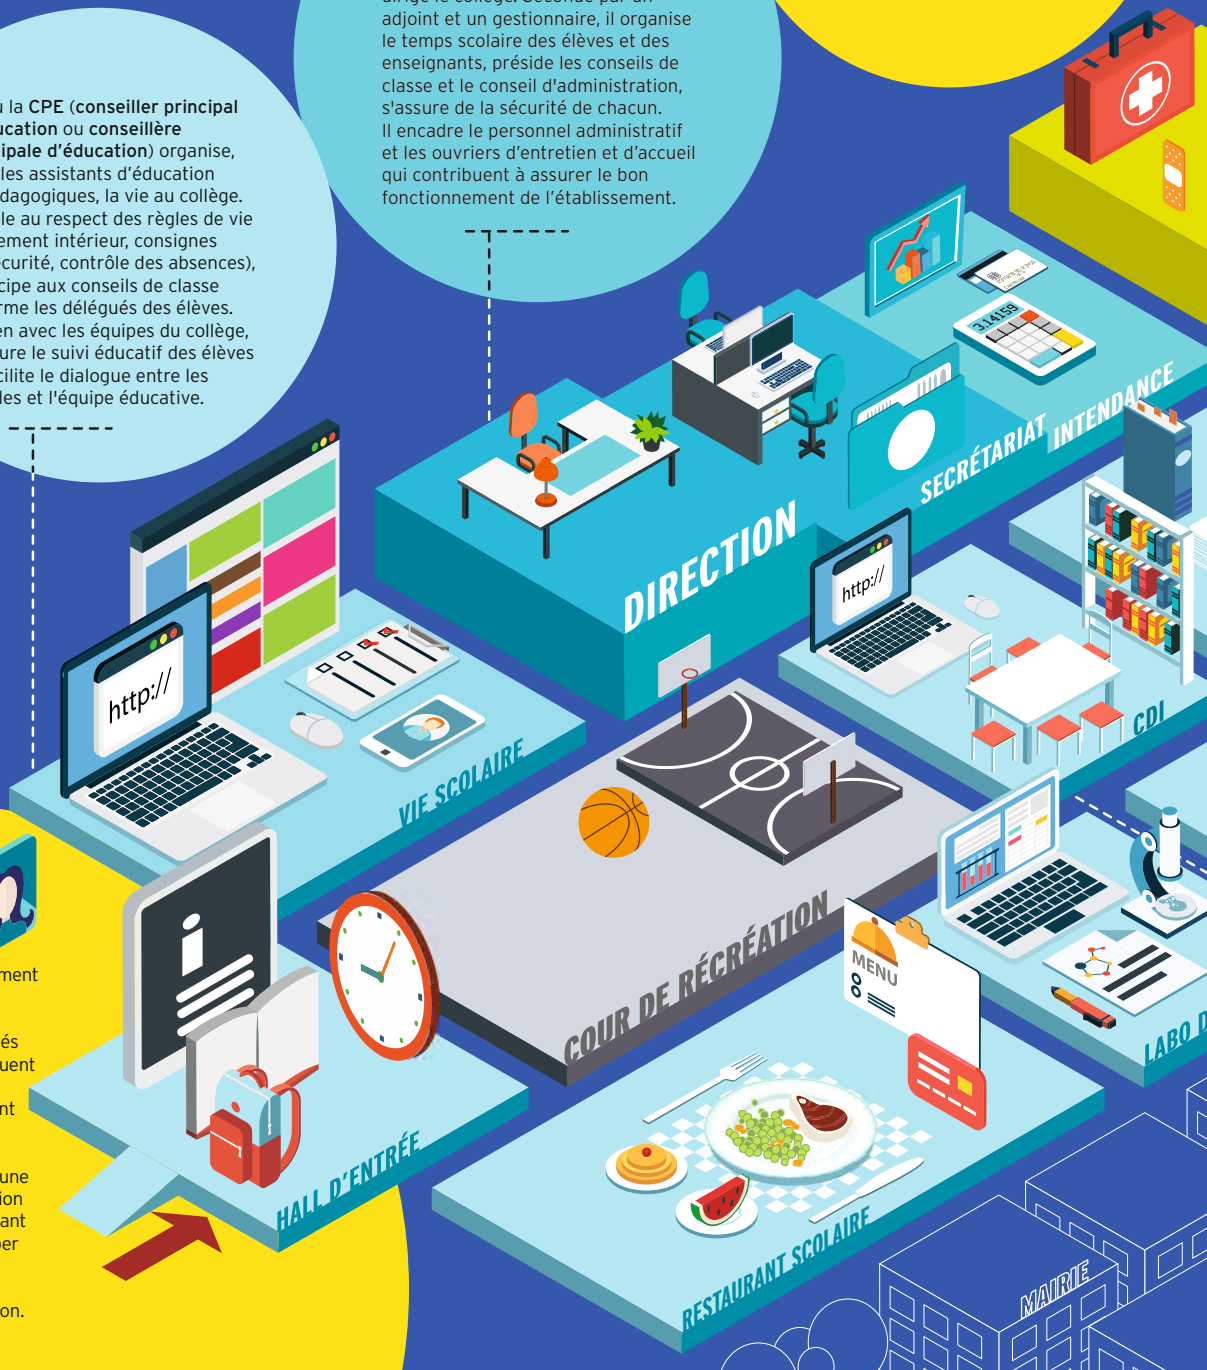 la CPE (conseiller principal
ucation ou conseillère
ipale d'éducation) organise,
les assistants d'éducation
dagogiques, la vie au collège.
le au respect des règles de vie
ement intérieur, consignes
curité, contrôle des absences),
cipe aux conseils de classe
rme les délégués des élèves.
en avec les équipes du collège,
ure le suivi éducatif des élèves
cilite le dialogue entre les
les et l'équipe éducative.
adjoint et un gestionnaire, il organise
le temps scolaire des élèves et des
enseignants, préside les conseils de
classe et le conseil d'administration,
s'assure de la sécurité de chacun.
Il encadre le personnel administratif
et les ouvriers d'entretien et d'accueil
qui contribuent à assurer le bon
fonctionnement de l'établissement.
3,14159
INTENDANCE
SECRÉTARIAT
DIRECTION
http://
http://
CDI
VIE SCOLAIRE
COUR DE RÉCRÉATION
MENU
LABO D
HALL D'ENTRÉE
RESTAURANT SCOLAIRE
MAIRIE
ment
és
uent
nt
une
ion
ant
per
on.